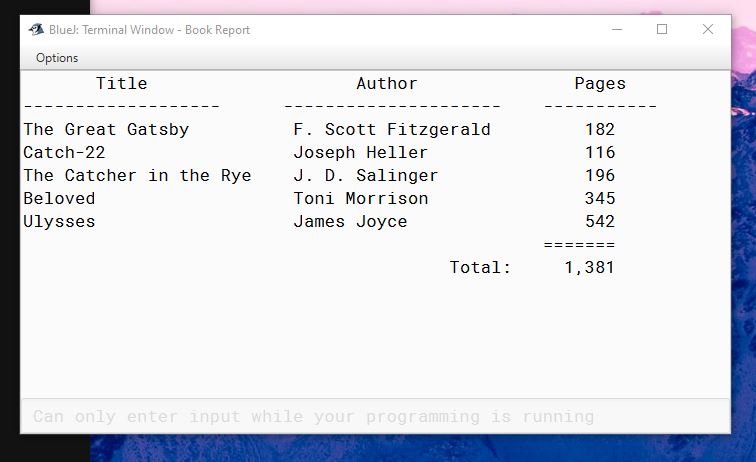 BlueJ: Terminal Window - Book Report
Options
Title Author Pages
------------------- --------------------- -----------
The Great Gatsby F. Scott Fitzgerald 182
Catch-22 Joseph Heller 116
The Catcher in the Rye J. D. Salinger 196
Beloved Toni Morrison 345
Ulysses James Joyce 542
=======
Total: 1,381
Can only enter input while your programming is running